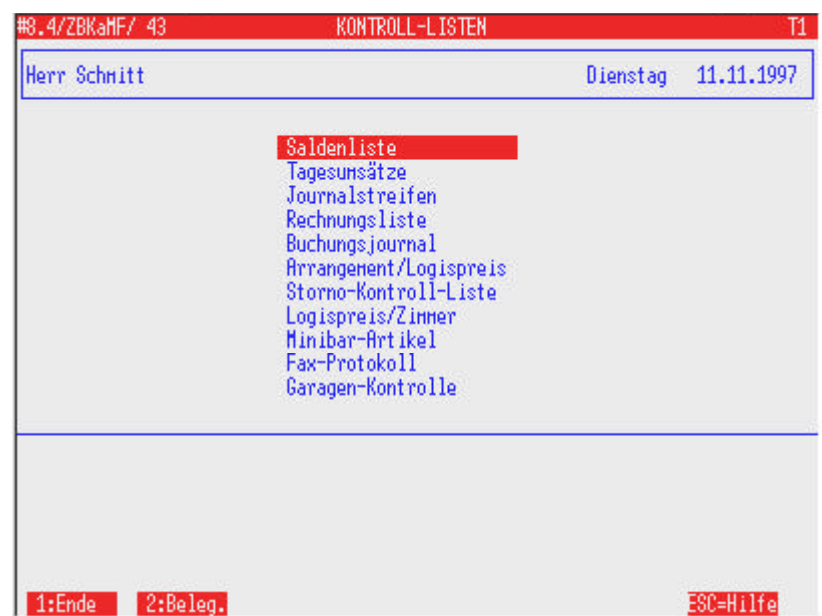 #8.4/ZBKaMF/ 43 KONTROLL-LISTEN T1
Herr Schmitt Dienstag 11.11.1997
Saldenliste
Tagesumsätze
Journalstreifen
Rechnungsliste
Buchungsjournal
Arrangement/Logispreis
Storno-Kontroll-Liste
Logispreis/Zimmer
Minibar-Artikel
Fax-Protokoll
Garagen-Kontrolle
1:Ende 2:Beleg. ESC=Hilfe